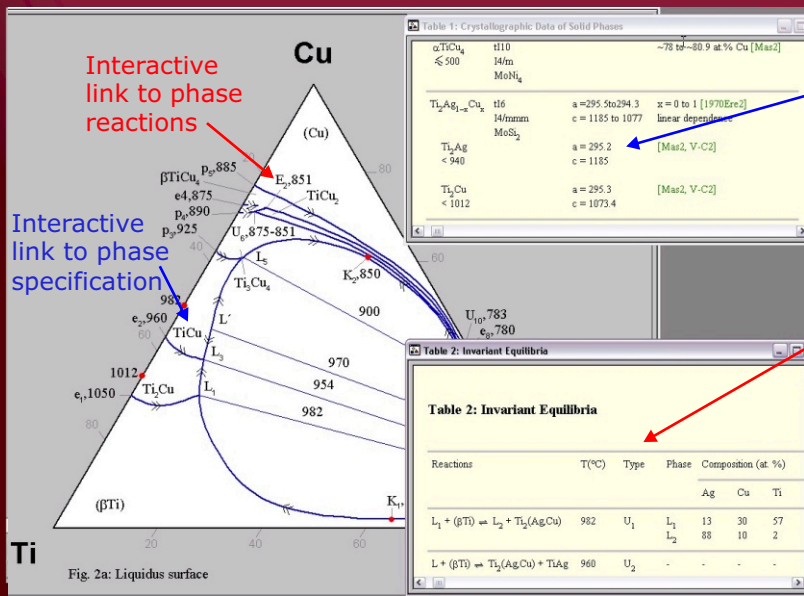 Cu
Interactive
link to phase
reactions
(Cu)
20
p5,885
E2,851
βTiCu4
e4,875
TiCu2
80
p4,890
p3,925
U6,875-851
Interactive
link to phase
specification
40
L5
K2,850
60
Ti3Cu4
900
U10,783
e8,780
982
e2,960
TiCu
L´
60
L3
970
1012
954
Ti2Cu
L1
e1,1050
982
80
(βTi)
K1,
Ti
20
40
60
Fig. 2a: Liquidus surface
Table 1: Crystallographic Data of Solid Phases
αTiCu4 tI10 ~78 to ~80.9 at.% Cu [Mas2]
≤500 I4/m
MoNi4
Ti2Ag1-xCux tI6 a =295.5to294.3 x = 0 to 1 [1970Ere2]
I4/mmm c = 1185 to 1077 linear dependence
MoSi2
Ti2Ag a = 295.2 [Mas2, V-C2]
< 940 c = 1185
Ti2Cu a = 295.3 [Mas2, V-C2]
< 1012 c = 1073.4
Table 2: Invariant Equilibria
Table 2: Invariant Equilibria
Reactions T(°C) Type Phase Composition (at. %)
Ag Cu Ti
L1 + (βTi) ⇌ L2 + Ti2(Ag,Cu) 982 U1 L1 13 30 57
L2 88 10 2
L + (βTi) ⇌ Ti2(Ag,Cu) + TiAg 960 U2 - - - -